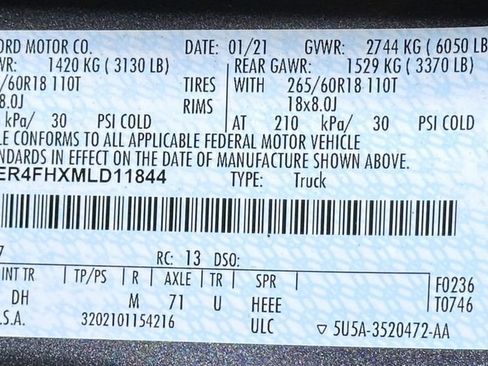 ORD MOTOR CO. DATE: 01/21 GVWR: 2744 KG ( 6050 LB
WR: 1420 KG ( 3130 LB) REAR GAWR: 1529 KG ( 3370 LB)
/60R18 110T TIRES WITH 265/60R18 110T
8.0J RIMS 18x8.0J
kPa/ 30 PSI COLD AT 210 kPa/ 30 PSI COLD
LE CONFORMS TO ALL APPLICABLE FEDERAL MOTOR VEHICLE
ANDARDS IN EFFECT ON THE DATE OF MANUFACTURE SHOWN ABOVE.
ER4FHXMLD11844 TYPE: Truck
7 RC: 13 DSO:
INT TR TP/PS R AXLE TR SPR F0236
DH M 71 U HEEE T0746
.S.A. 3202101154216 ULC 5U5A-3520472-AA